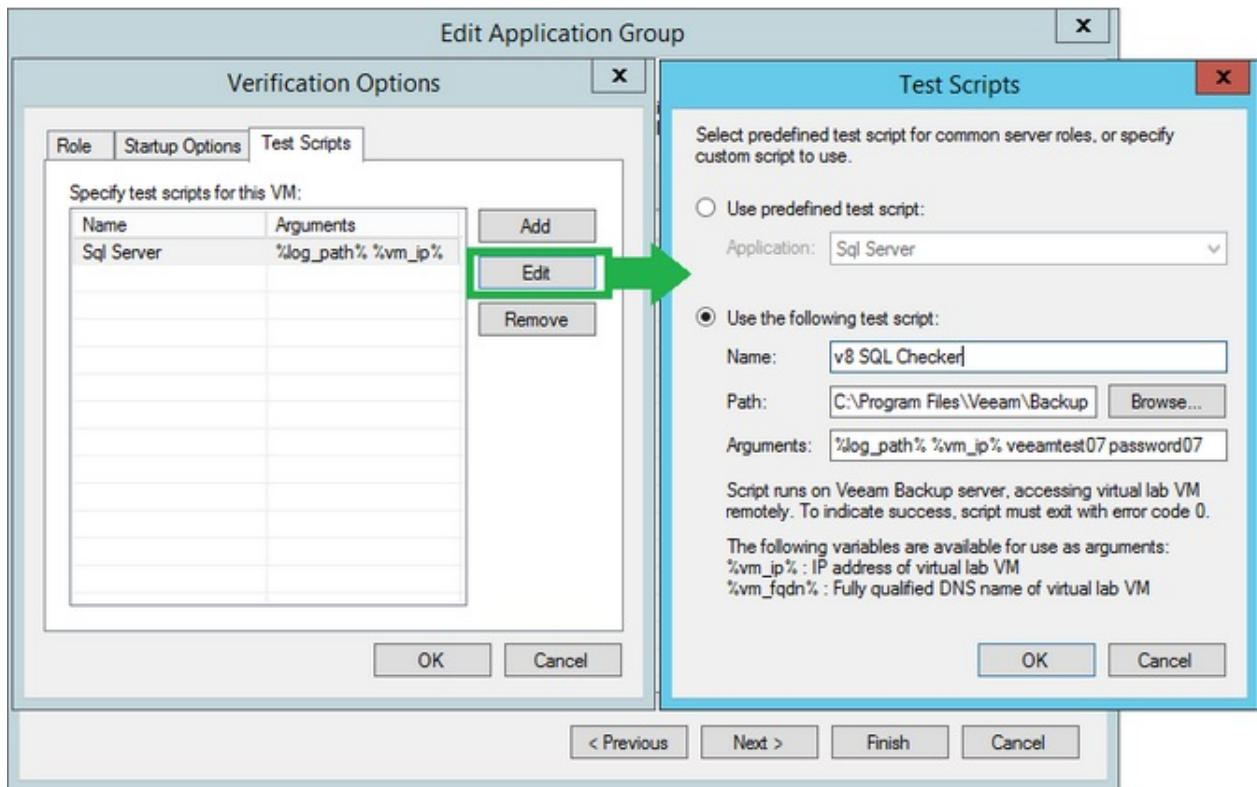 Edit Application Group
x
Verification Options
x
Role
Startup Options
Test Scripts
Specify test scripts for this VM:
Name Arguments
Sql Server %log_path% %vm_ip%
Add
Edit
Remove
OK
Cancel
Test Scripts
x
Select predefined test script for common server roles, or specify
custom script to use.
Use predefined test script:
Application: Sql Server
Use the following test script:
Name: v8 SQL Checker
Path: C:\Program Files\Veeam\Backup Browse...
Arguments: %log_path% %vm_ip% veeamtest07 password07
Script runs on Veeam Backup server, accessing virtual lab VM
remotely. To indicate success, script must exit with error code 0.
The following variables are available for use as arguments:
%vm_ip% : IP address of virtual lab VM
%vm_fqdn% : Fully qualified DNS name of virtual lab VM
OK
Cancel
< Previous
Next >
Finish
Cancel